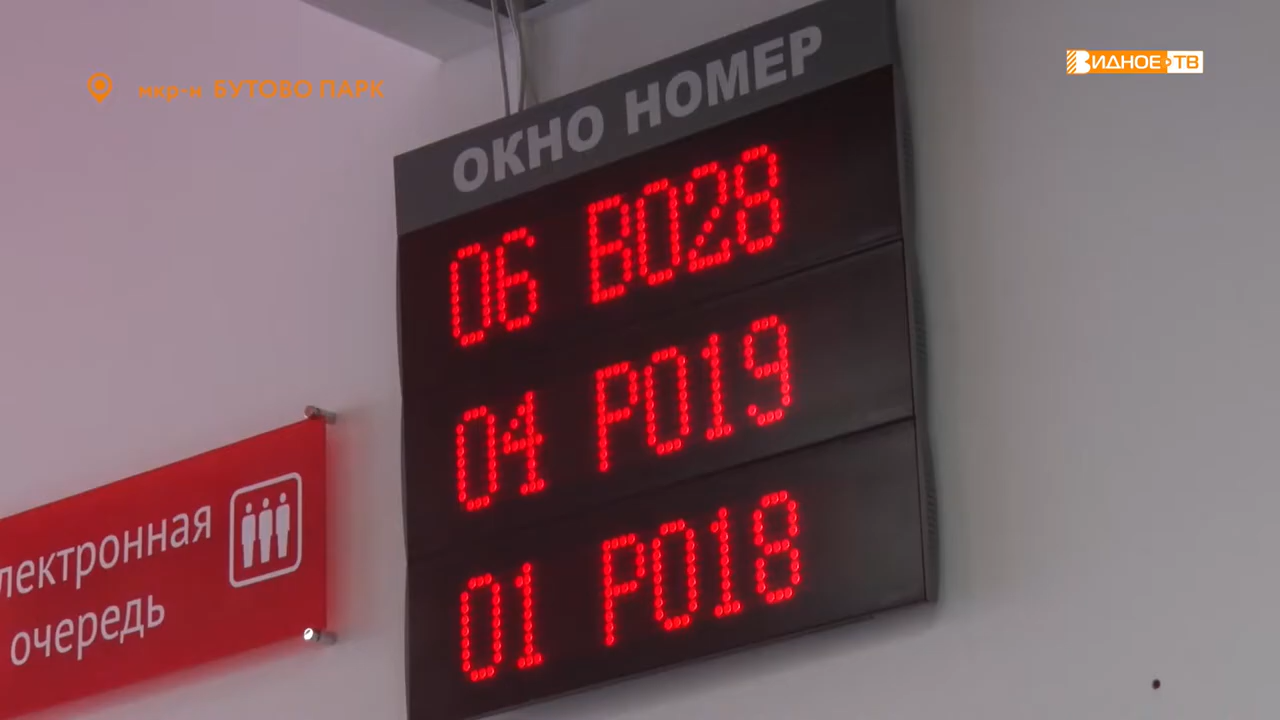 мкр-н БУТОВО ПАРК
ВИДНОЕ-ТВ
ОКНО НОМЕР
06 В028
04 Р019
01 Р018
лектронная
очередь